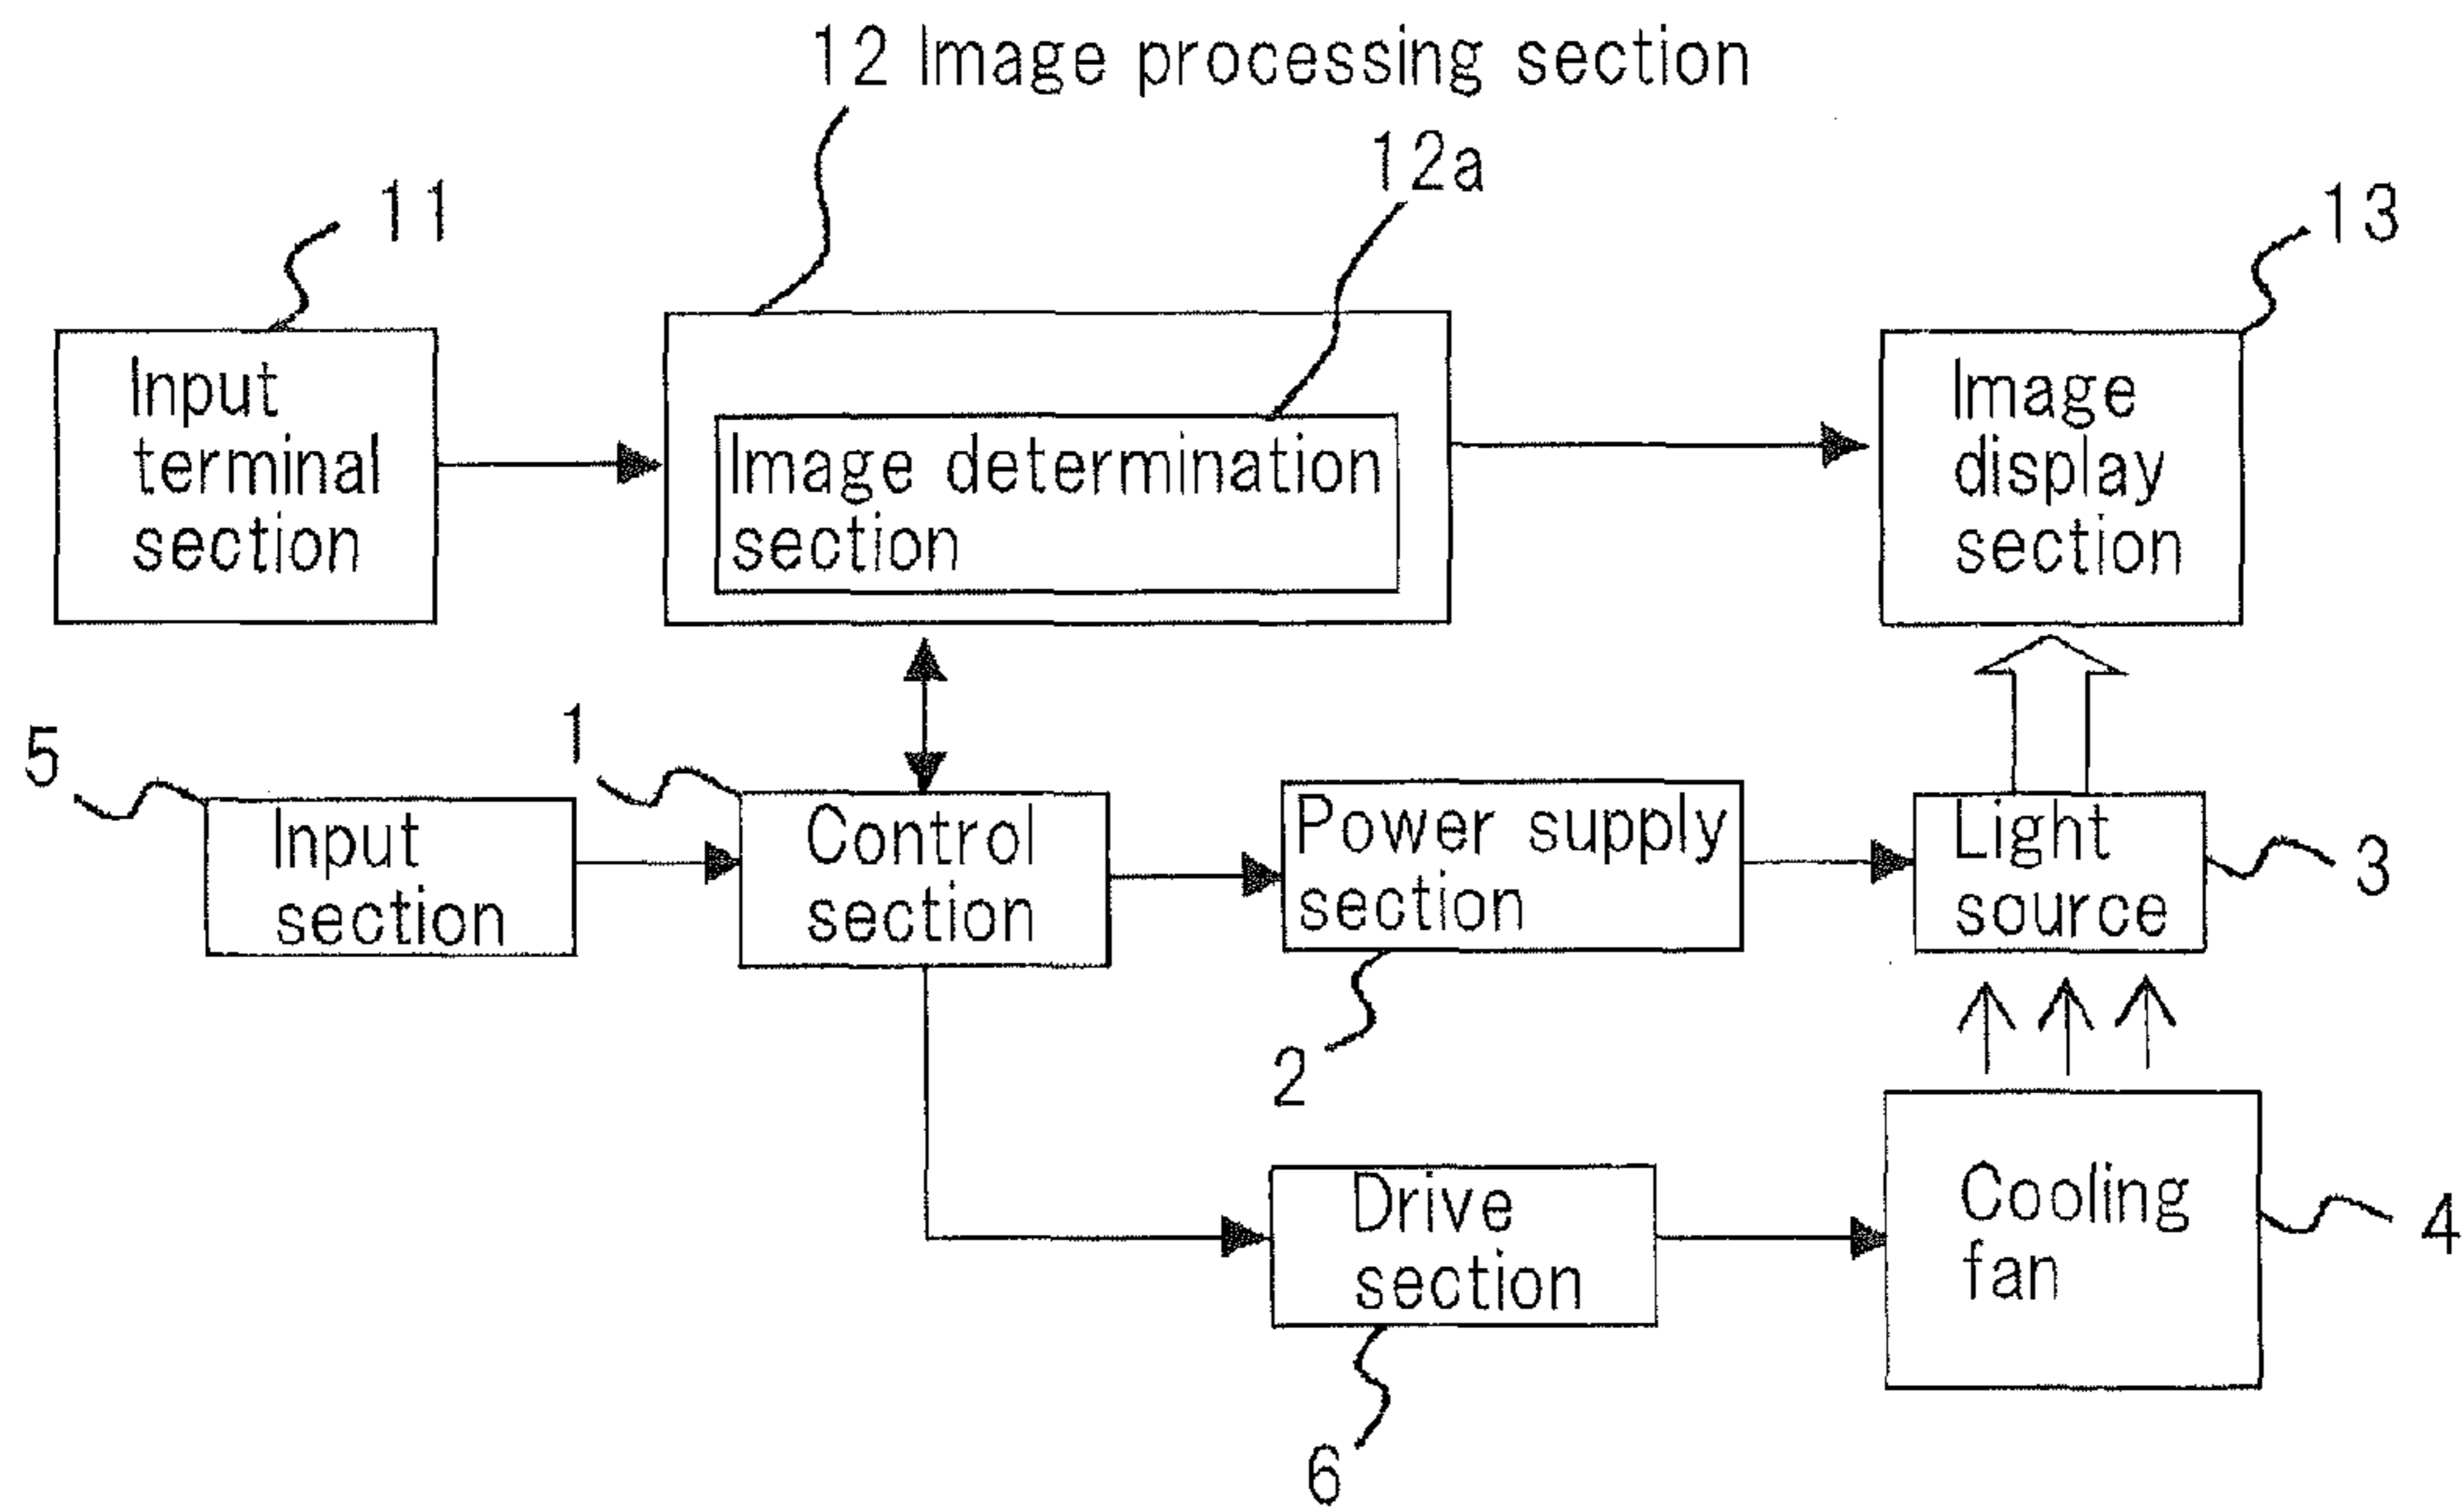 12 Image processing section
12a
11
13
Input
terminal
section
Image determination
section
Image
display
section
5
1
Input
section
Control
section
Power supply
section
Light
source
3
2
Drive
section
Cooling
fan
4
6